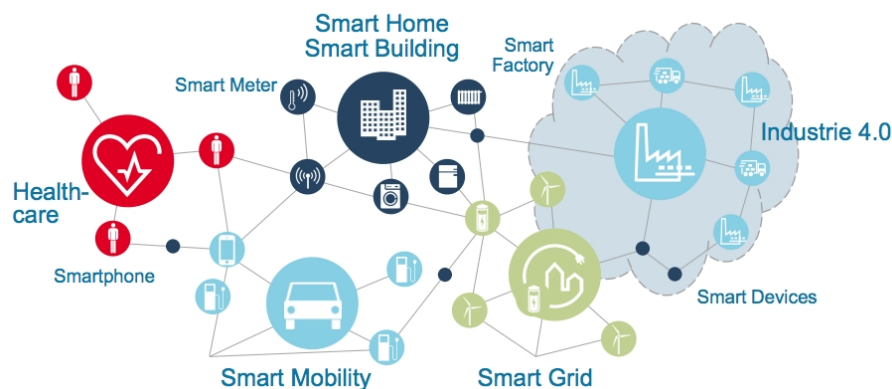 Smart Home
Smart Building
Smart
Factory
Smart Meter
Industrie 4.0
Health-
care
Smartphone
Smart Devices
Smart Mobility
Smart Grid